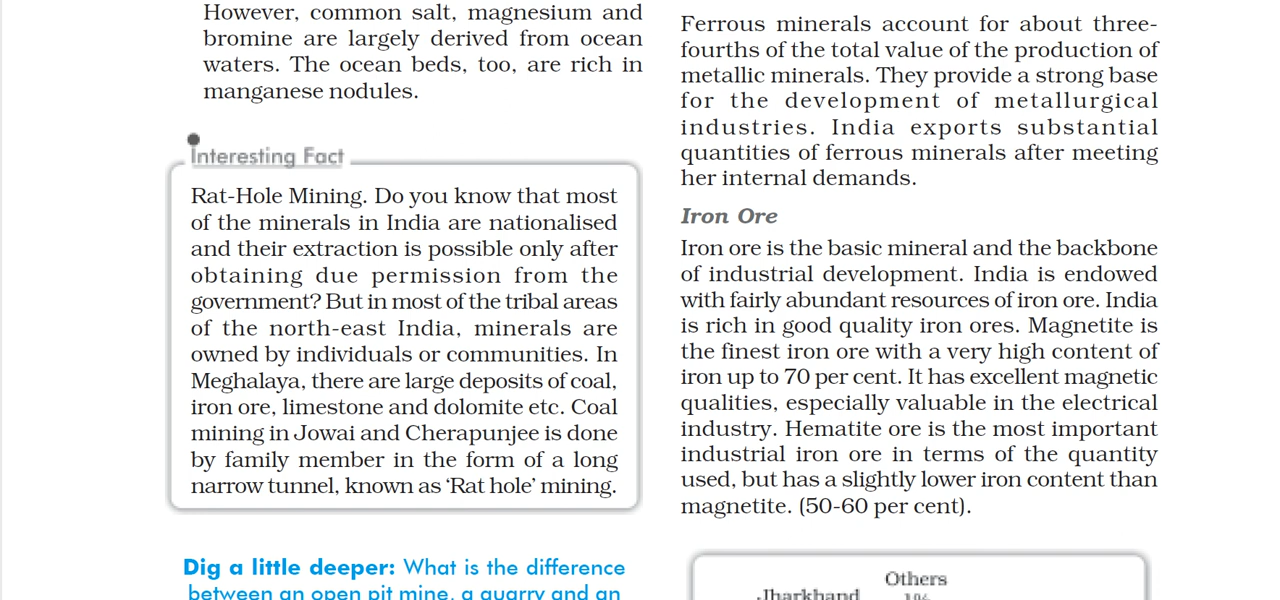 However, common salt, magnesium and
bromine are largely derived from ocean
waters. The ocean beds, too, are rich in
manganese nodules.
Interesting Fact
Rat-Hole Mining. Do you know that most
of the minerals in India are nationalised
and their extraction is possible only after
obtaining due permission from the
government? But in most of the tribal areas
of the north-east India, minerals are
owned by individuals or communities. In
Meghalaya, there are large deposits of coal,
iron ore, limestone and dolomite etc. Coal
mining in Jowai and Cherapunjee is done
by family member in the form of a long
narrow tunnel, known as ‘Rat hole’ mining.
Dig a little deeper: What is the difference
between an open pit mine, a quarry and an
Ferrous minerals account for about three-
fourths of the total value of the production of
metallic minerals. They provide a strong base
for the development of metallurgical
industries. India exports substantial
quantities of ferrous minerals after meeting
her internal demands.
Iron Ore
Iron ore is the basic mineral and the backbone
of industrial development. India is endowed
with fairly abundant resources of iron ore. India
is rich in good quality iron ores. Magnetite is
the finest iron ore with a very high content of
iron up to 70 per cent. It has excellent magnetic
qualities, especially valuable in the electrical
industry. Hematite ore is the most important
industrial iron ore in terms of the quantity
used, but has a slightly lower iron content than
magnetite. (50-60 per cent).
Others
Jharkhand